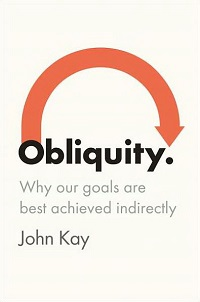 Obliquity.
Why our goals are
best achieved indirectly
John Kay